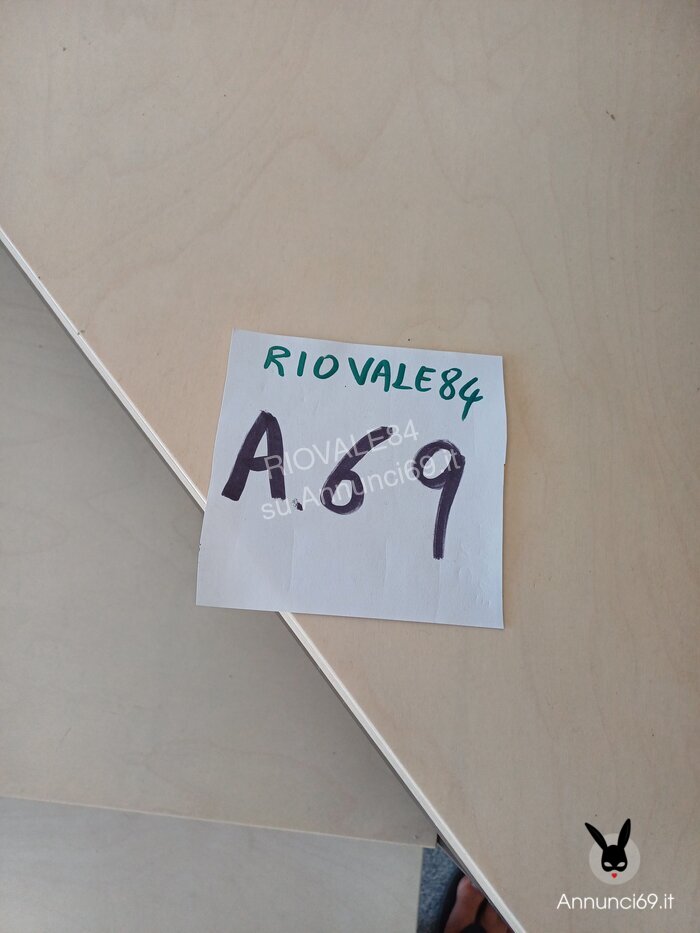 RIOVALE84
A.69
RIOVALE84
su Annunci69.it
Annunci69.it